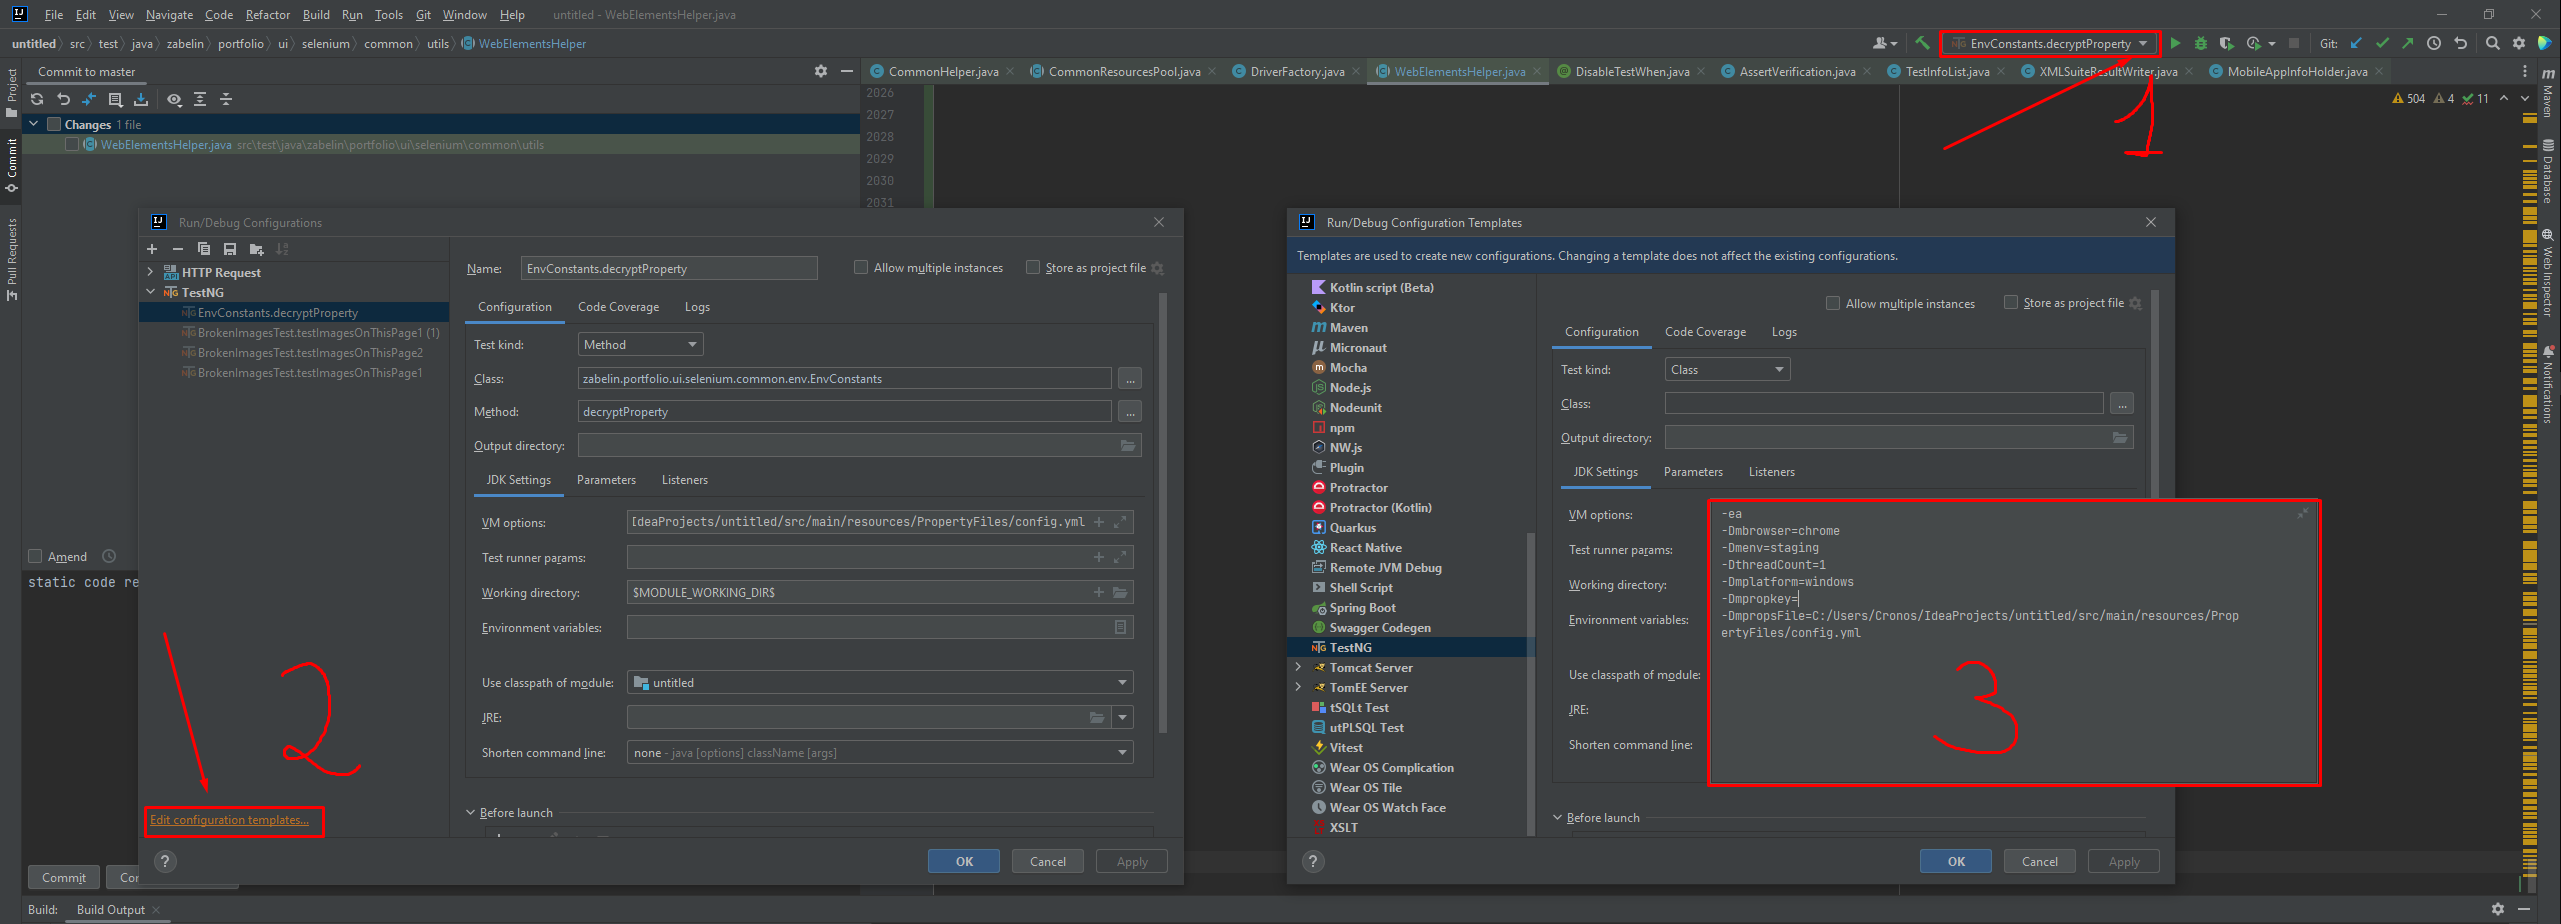 File Edit View Navigate Code Refactor Build Run Tools Git Window Help untitled - WebElementsHelper.java
untitled src test java zabelin portfolio ui selenium common utils WebElementsHelper
EnvConstants.decryptProperty
Git:
Commit to master
CommonHelper.java CommonResourcesPool.java DriverFactory.java WebElementsHelper.java DisableTestWhen.java AssertVerification.java TestInfoList.java XMLSuiteResultWriter.java MobileAppInfoHolder.java
1
504 4 11
Project
Commit
Pull Requests
Maven
Database
Web Inspector
Notifications
Changes 1 file
WebElementsHelper.java src\test\java\zabelin\portfolio\ui\selenium\common\utils
2026
2027
2028
2029
2030
2031
Amend
static code re
Commit
Co
Build: Build Output
Run/Debug Configurations
HTTP Request
TestNG
EnvConstants.decryptProperty
BrokenImagesTest.testImagesOnThisPage1 (1)
BrokenImagesTest.testImagesOnThisPage2
BrokenImagesTest.testImagesOnThisPage1
2
Edit configuration templates...
Name: EnvConstants.decryptProperty
Allow multiple instances
Store as project file
Configuration Code Coverage Logs
Test kind: Method
Class: zabelin.portfolio.ui.selenium.common.env.EnvConstants ...
Method: decryptProperty ...
Output directory:
JDK Settings Parameters Listeners
VM options: IdeaProjects/untitled/src/main/resources/PropertyFiles/config.yml
Test runner params:
Working directory: $MODULE_WORKING_DIR$
Environment variables:
Use classpath of module: untitled
JRE:
Shorten command line: none - java [options] className [args]
Before launch
? OK Cancel Apply
Run/Debug Configuration Templates
Templates are used to create new configurations. Changing a template does not affect the existing configurations.
Kotlin script (Beta)
Ktor
Maven
Micronaut
Mocha
Node.js
Nodeunit
npm
NW.js
Plugin
Protractor
Protractor (Kotlin)
Quarkus
React Native
Remote JVM Debug
Shell Script
Spring Boot
Swagger Codegen
TestNG
Tomcat Server
TomEE Server
tSQLt Test
utPLSQL Test
Vitest
Wear OS Complication
Wear OS Tile
Wear OS Watch Face
XSLT
Allow multiple instances
Store as project file
Configuration Code Coverage Logs
Test kind: Class
Class: ...
Output directory:
JDK Settings Parameters Listeners
VM options:
Test runner params:
Working directory:
Environment variables:
Use classpath of module:
JRE:
Shorten command line:
-ea
-Dmbrowser=chrome
-Dmenv=staging
-DthreadCount=1
-Dmplatform=windows
-Dmpropkey=
-DmpropsFile=C:/Users/Cronos/IdeaProjects/untitled/src/main/resources/Prop
ertyFiles/config.yml
3
Before launch
? OK Cancel Apply